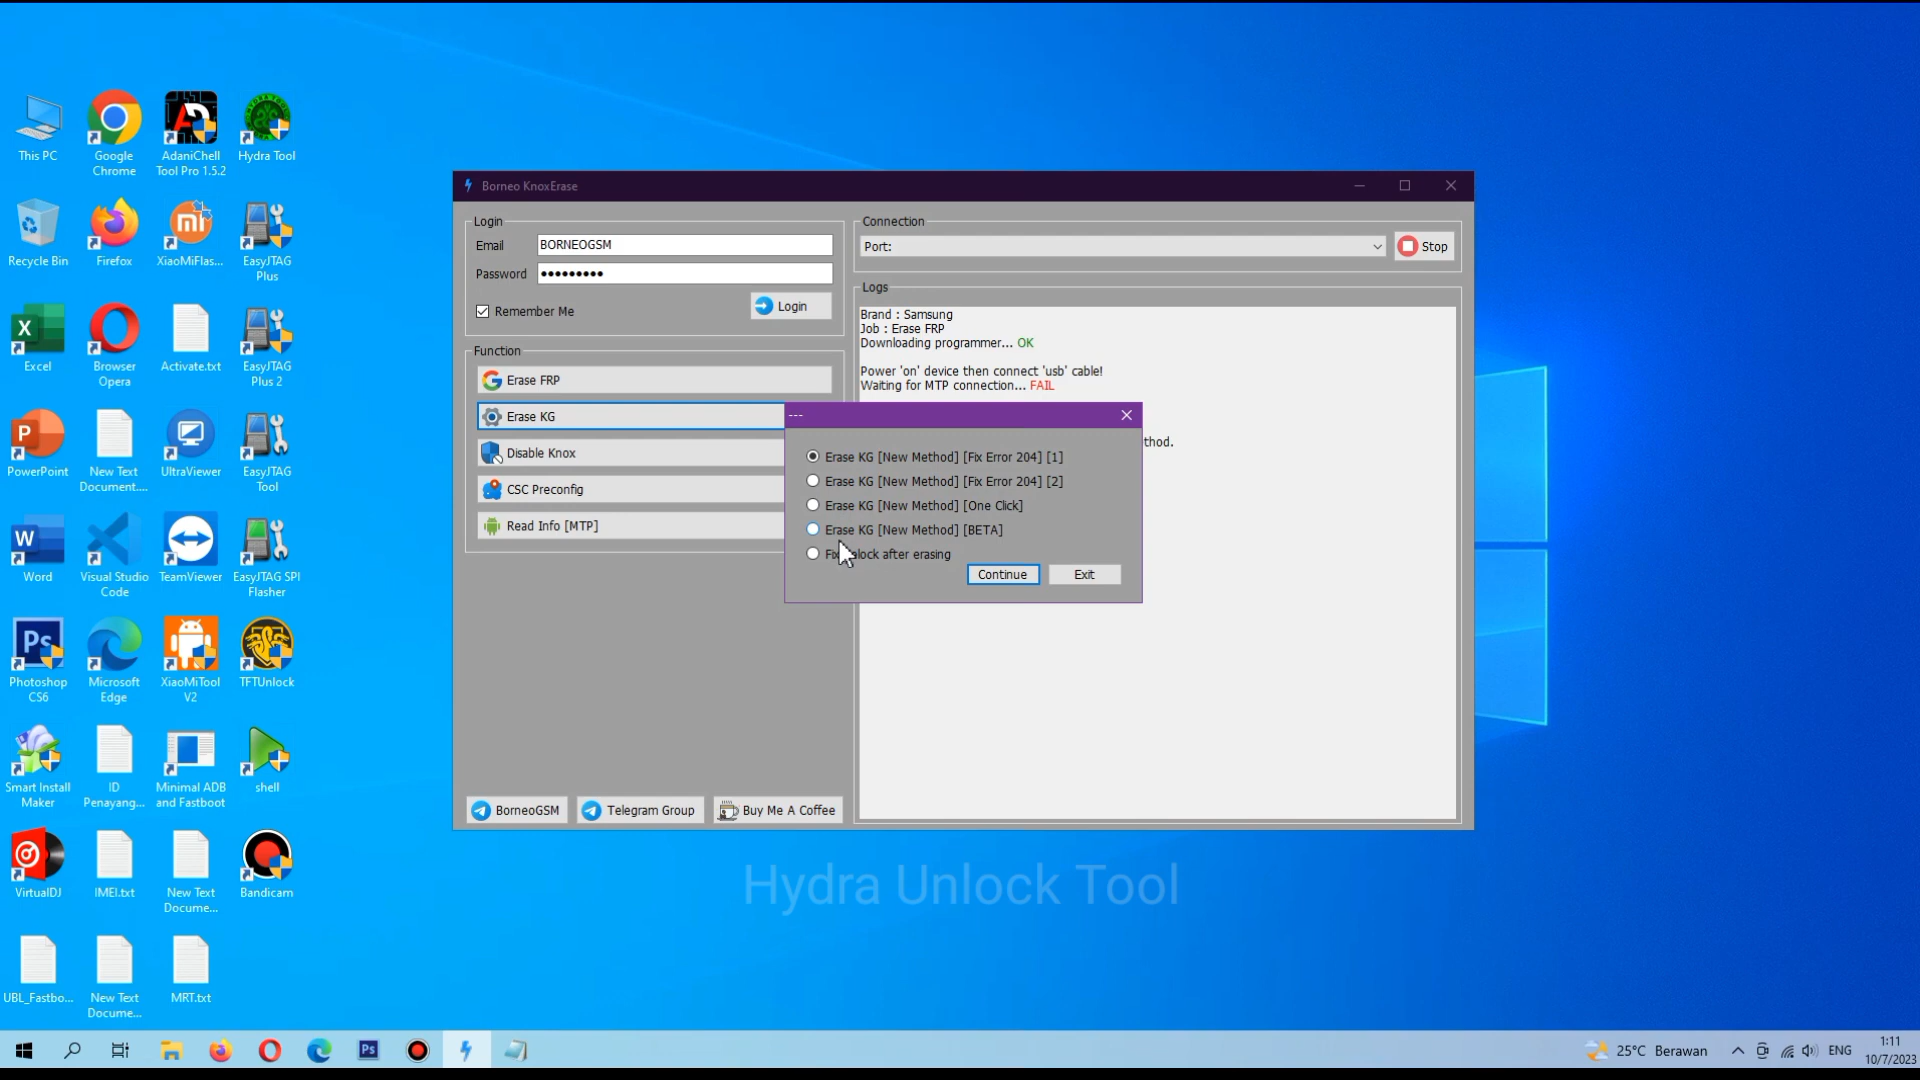 This PC
Google
Chrome
AdaniChell
Tool Pro 1.5.2
Hydra Tool
Recycle Bin
Firefox
XiaoMiFlas...
EasyJTAG
Plus
Excel
Browser
Opera
Activate.txt
EasyJTAG
Plus 2
PowerPoint
New Text
Document....
UltraViewer
EasyJTAG
Tool
Word
Visual Studio
Code
TeamViewer
EasyJTAG SPI
Flasher
Photoshop
CS6
Microsoft
Edge
XiaoMiTool
V2
TFTUnlock
Smart Install
Maker
ID
Penayang...
Minimal ADB
and Fastboot
shell
VirtualDJ
IMEI.txt
New Text
Docume...
Bandicam
UBL_Fastbo...
New Text
Docume...
MRT.txt
Borneo KnoxErase
Login
Email
BORNEOGSM
Password
Remember Me
Login
Function
Erase FRP
Erase KG
Disable Knox
CSC Preconfig
Read Info [MTP]
BorneoGSM
Telegram Group
Buy Me A Coffee
Connection
Port:
Stop
Logs
Brand : Samsung
Job : Erase FRP
Downloading programmer... OK
Power 'on' device then connect 'usb' cable!
Waiting for MTP connection... FAIL
thod.
---
Erase KG [New Method] [Fix Error 204] [1]
Erase KG [New Method] [Fix Error 204] [2]
Erase KG [New Method] [One Click]
Erase KG [New Method] [BETA]
after erasing
Continue
Exit
Hydra Unlock Tool
25°C Berawan
ENG
1:11
10/7/2023